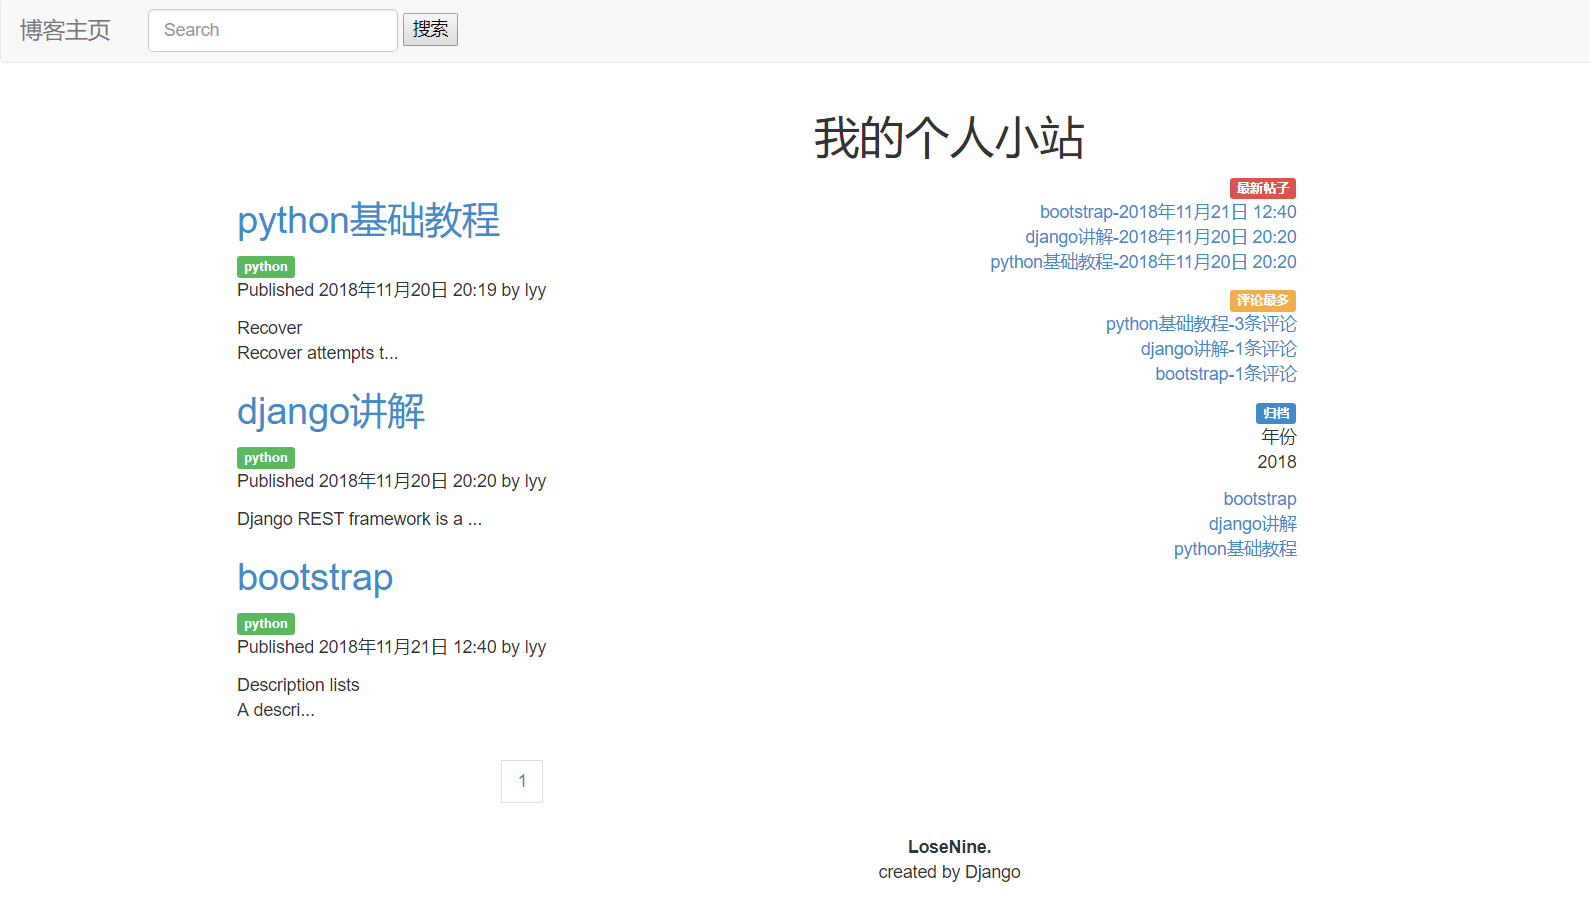 博客主页
Search
搜索
我的个人小站
python基础教程
python
Published 2018年11月20日 20:19 by lyy
Recover
Recover attempts t...
django讲解
python
Published 2018年11月20日 20:20 by lyy
Django REST framework is a ...
bootstrap
python
Published 2018年11月21日 12:40 by lyy
Description lists
A descri...
1
最新帖子
bootstrap-2018年11月21日 12:40
django讲解-2018年11月20日 20:20
python基础教程-2018年11月20日 20:20
评论最多
python基础教程-3条评论
django讲解-1条评论
bootstrap-1条评论
归档
年份
2018
bootstrap
django讲解
python基础教程
LoseNine.
created by Django